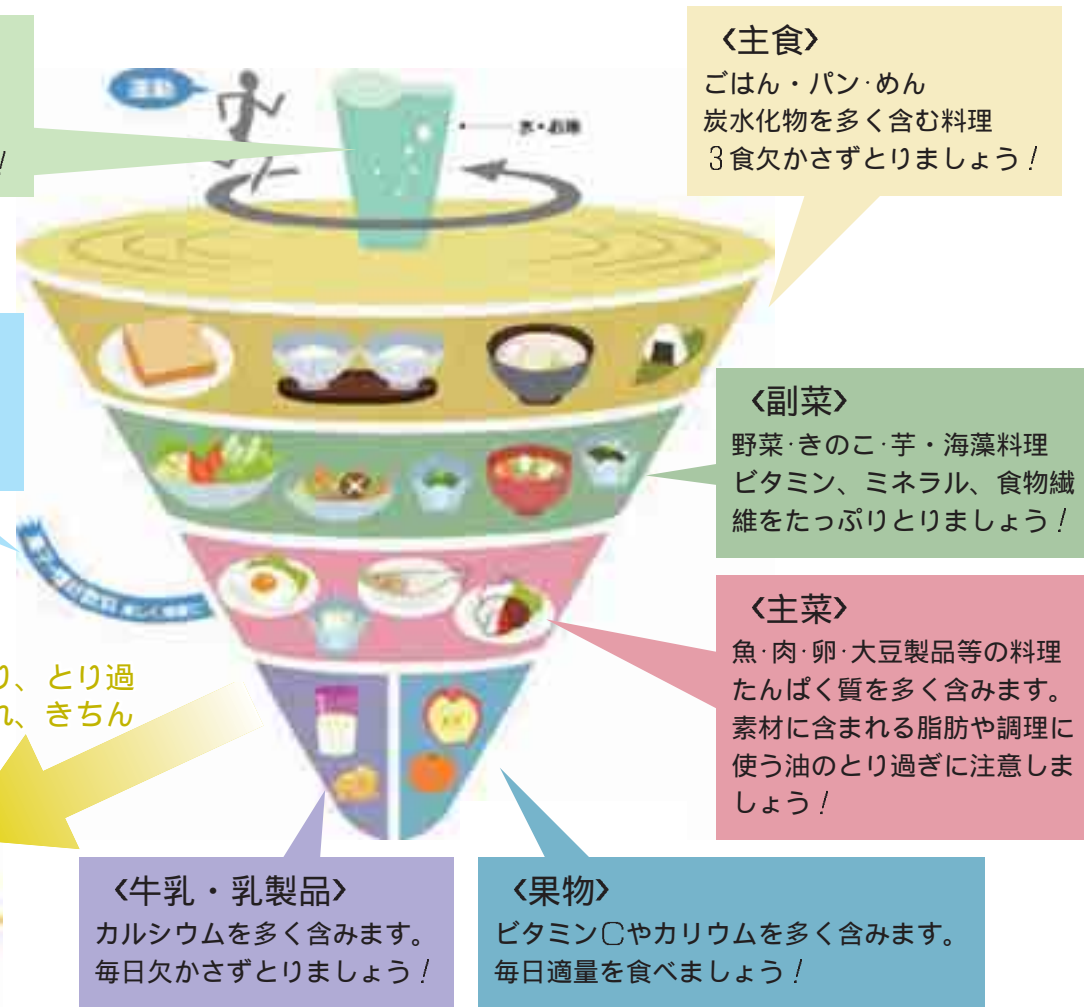 !
運動
水・お茶
〈主食〉
ごはん・パン・めん
炭水化物を多く含む料理
3食欠かさずとりましょう!
〈副菜〉
野菜・きのこ・芋・海藻料理
ビタミン、ミネラル、食物繊
維をたっぷりとりましょう!
〈主菜〉
魚・肉・卵・大豆製品等の料理
たんぱく質を多く含みます。
素材に含まれる脂肪や調理に
使う油のとり過ぎに注意しま
しょう!
り、とり過
れ、きちん
〈牛乳・乳製品〉
カルシウムを多く含みます。
毎日欠かさずとりましょう!
〈果物〉
ビタミンCやカリウムを多く含みます。
毎日適量を食べましょう!